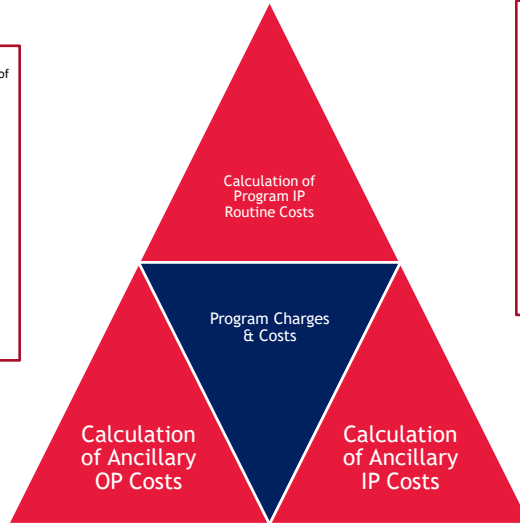 of
Calculation of
Program IP
Routine Costs
Program Charges
& Costs
Calculation
of Ancillary
OP Costs
Calculation
of Ancillary
IP Costs